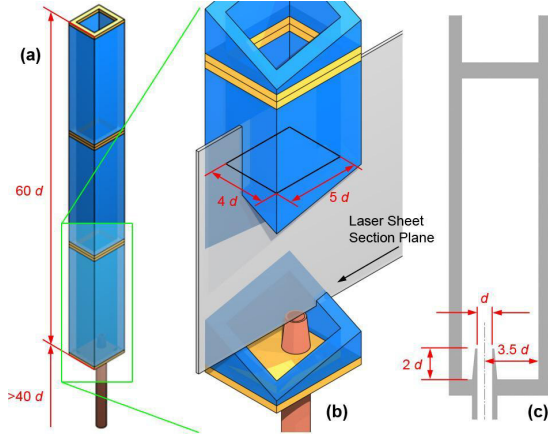 (a)
60 d
>40 d
4 d
5 d
Laser Sheet
Section Plane
(b)
d
3.5 d
2 d
(c)